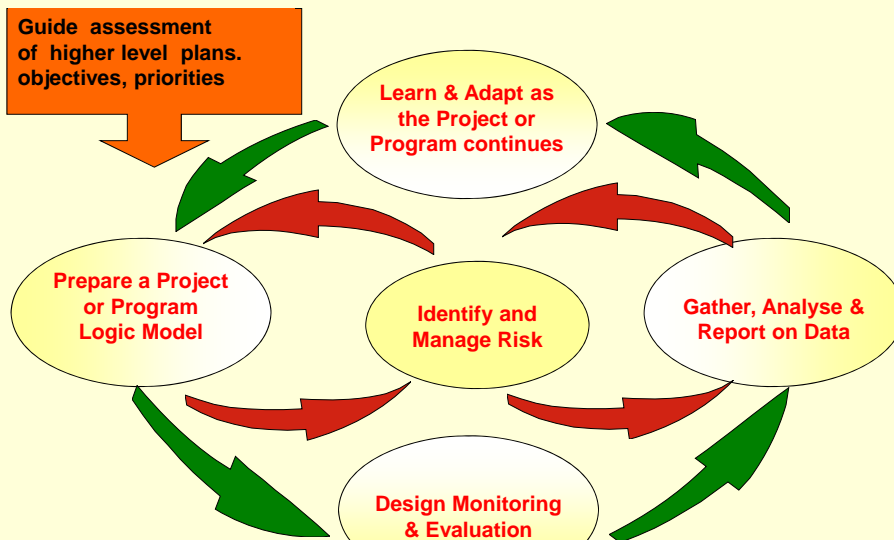 Guide assessment
of higher level plans.
objectives, priorities
Learn & Adapt as
the Project or
Program continues
Prepare a Project
or Program
Logic Model
Identify and
Manage Risk
Gather, Analyse &
Report on Data
Design Monitoring
& Evaluation